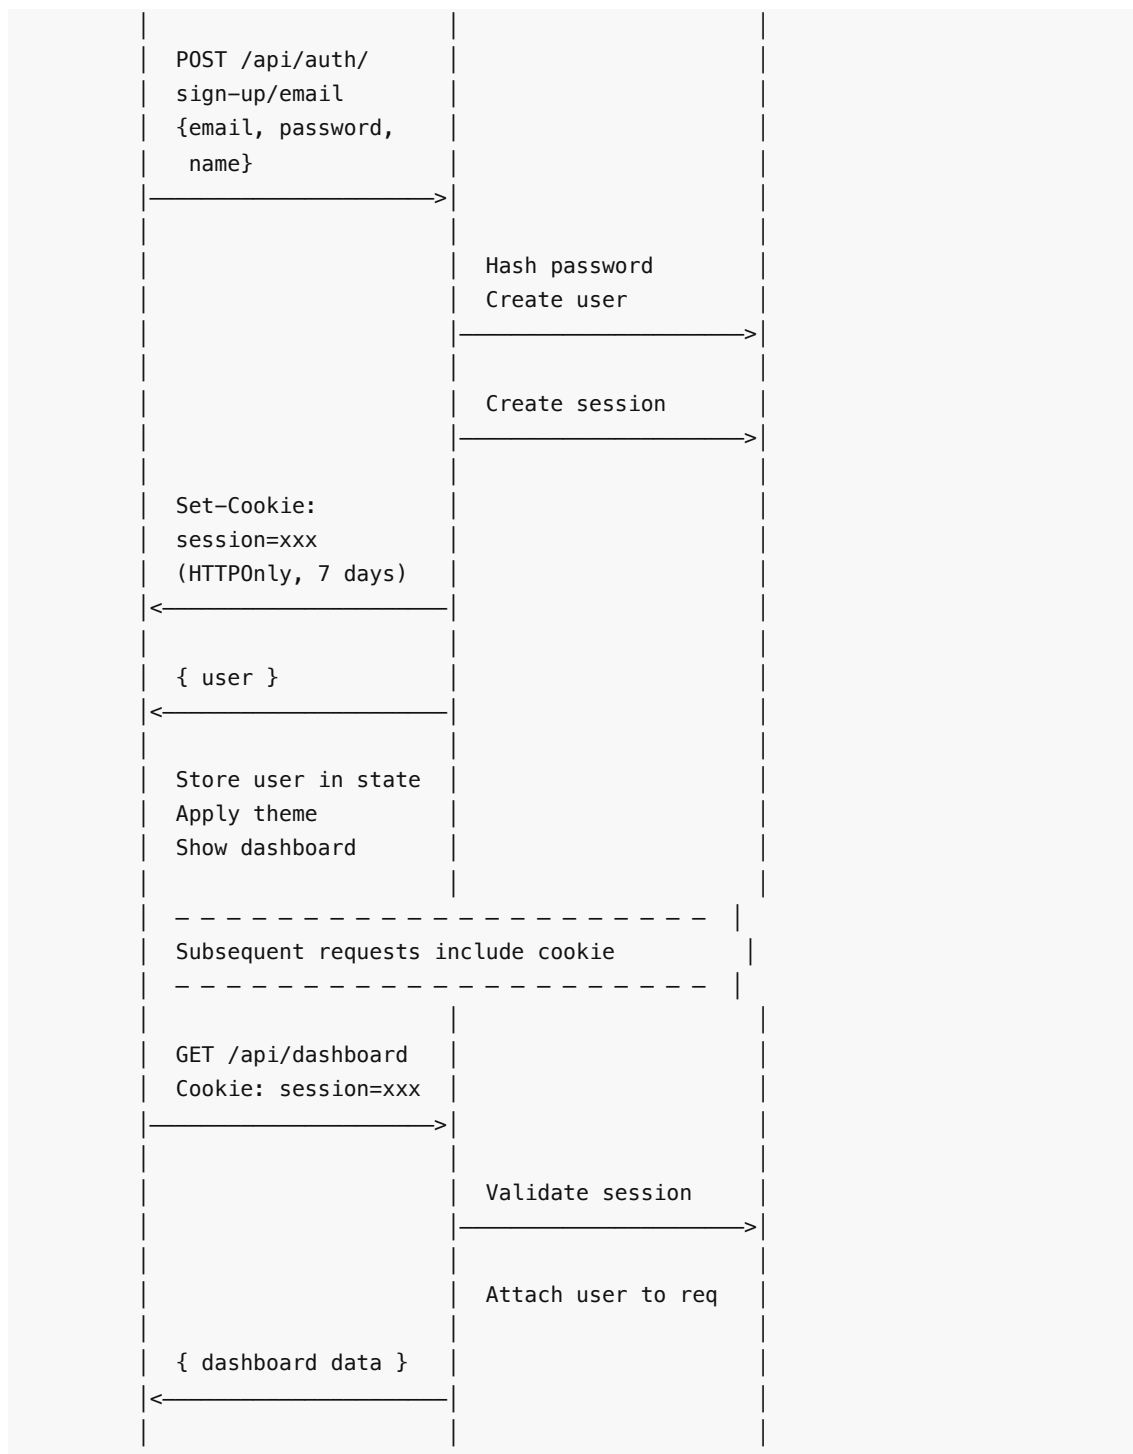 POST /api/auth/
sign-up/email
{email, password,
name}
Hash password
Create user
Create session
Set-Cookie:
session=xxx
(HTTPOnly, 7 days)
{ user }
Store user in state
Apply theme
Show dashboard
Subsequent requests include cookie
GET /api/dashboard
Cookie: session=xxx
Validate session
Attach user to req
{ dashboard data }